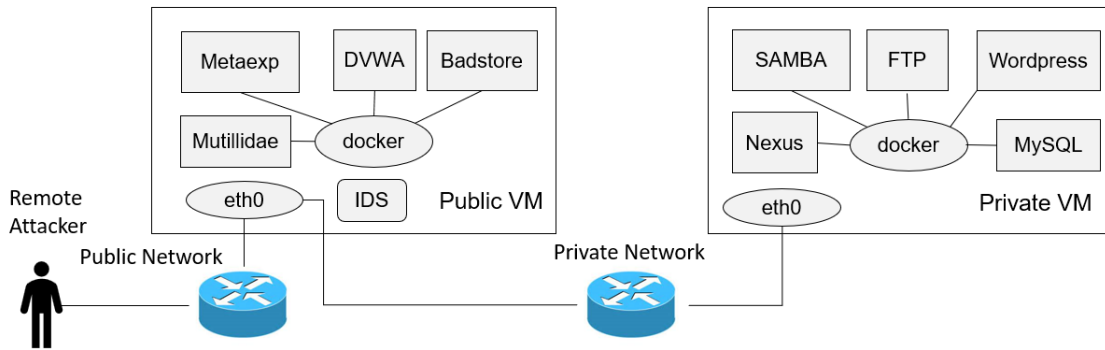 Metaexp
DVWA
Badstore
Mutillidae
docker
eth0
IDS
Public VM
SAMBA
FTP
Wordpress
Nexus
docker
MySQL
eth0
Private VM
Remote
Attacker
Public Network
Private Network